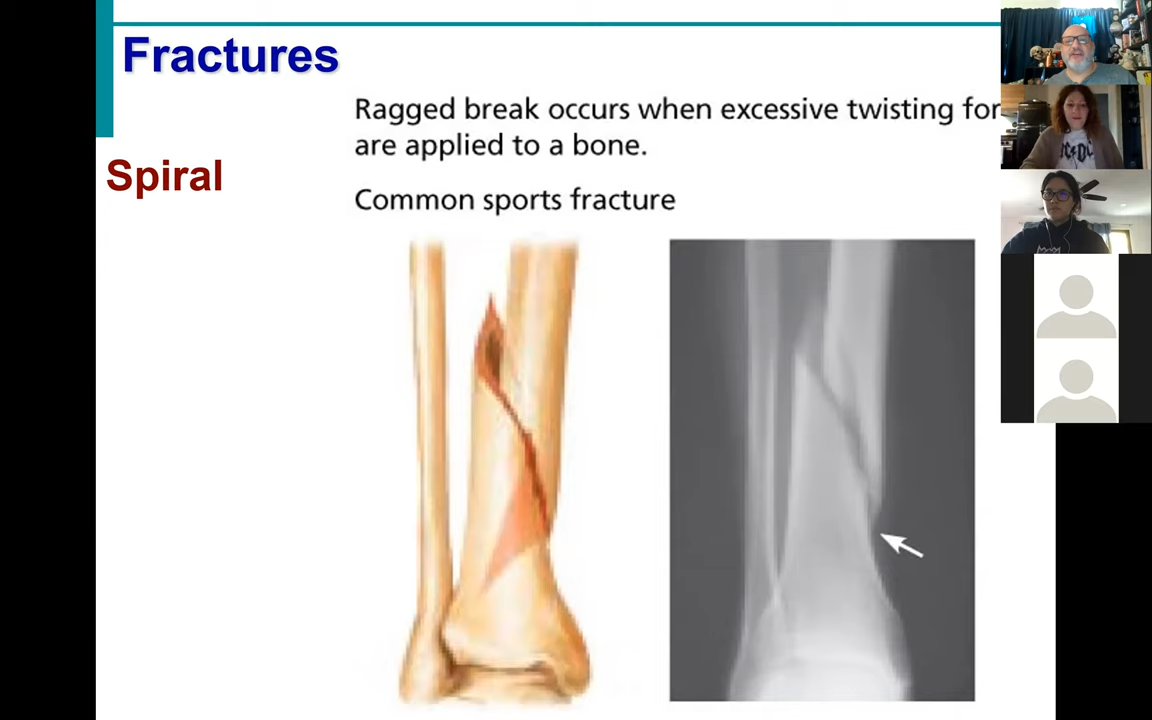 Fractures
Ragged break occurs when excessive twisting for
are applied to a bone.
Spiral
Common sports fracture